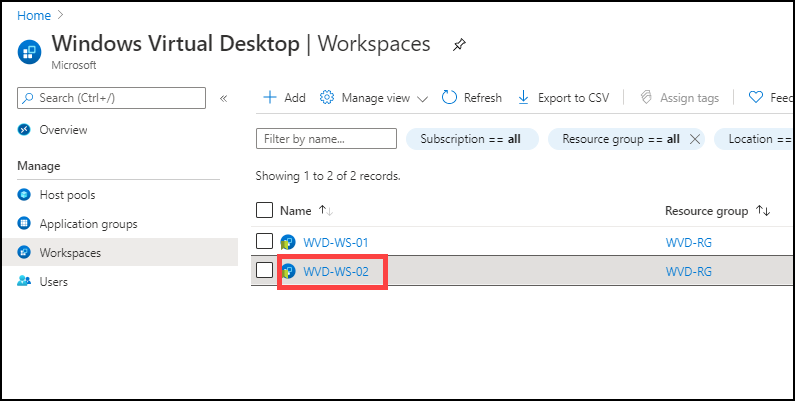 Home
Windows Virtual Desktop | Workspaces
Microsoft
Search (Ctrl+/)
«
Add
Manage view
Refresh
Export to CSV
Assign tags
Feed
Overview
Manage
Host pools
Application groups
Workspaces
Users
Filter by name...
Subscription == all
Resource group == all
Location ==
Showing 1 to 2 of 2 records.
Name ↑↓ Resource group ↑↓
WVD-WS-01 WVD-RG
WVD-WS-02 WVD-RG